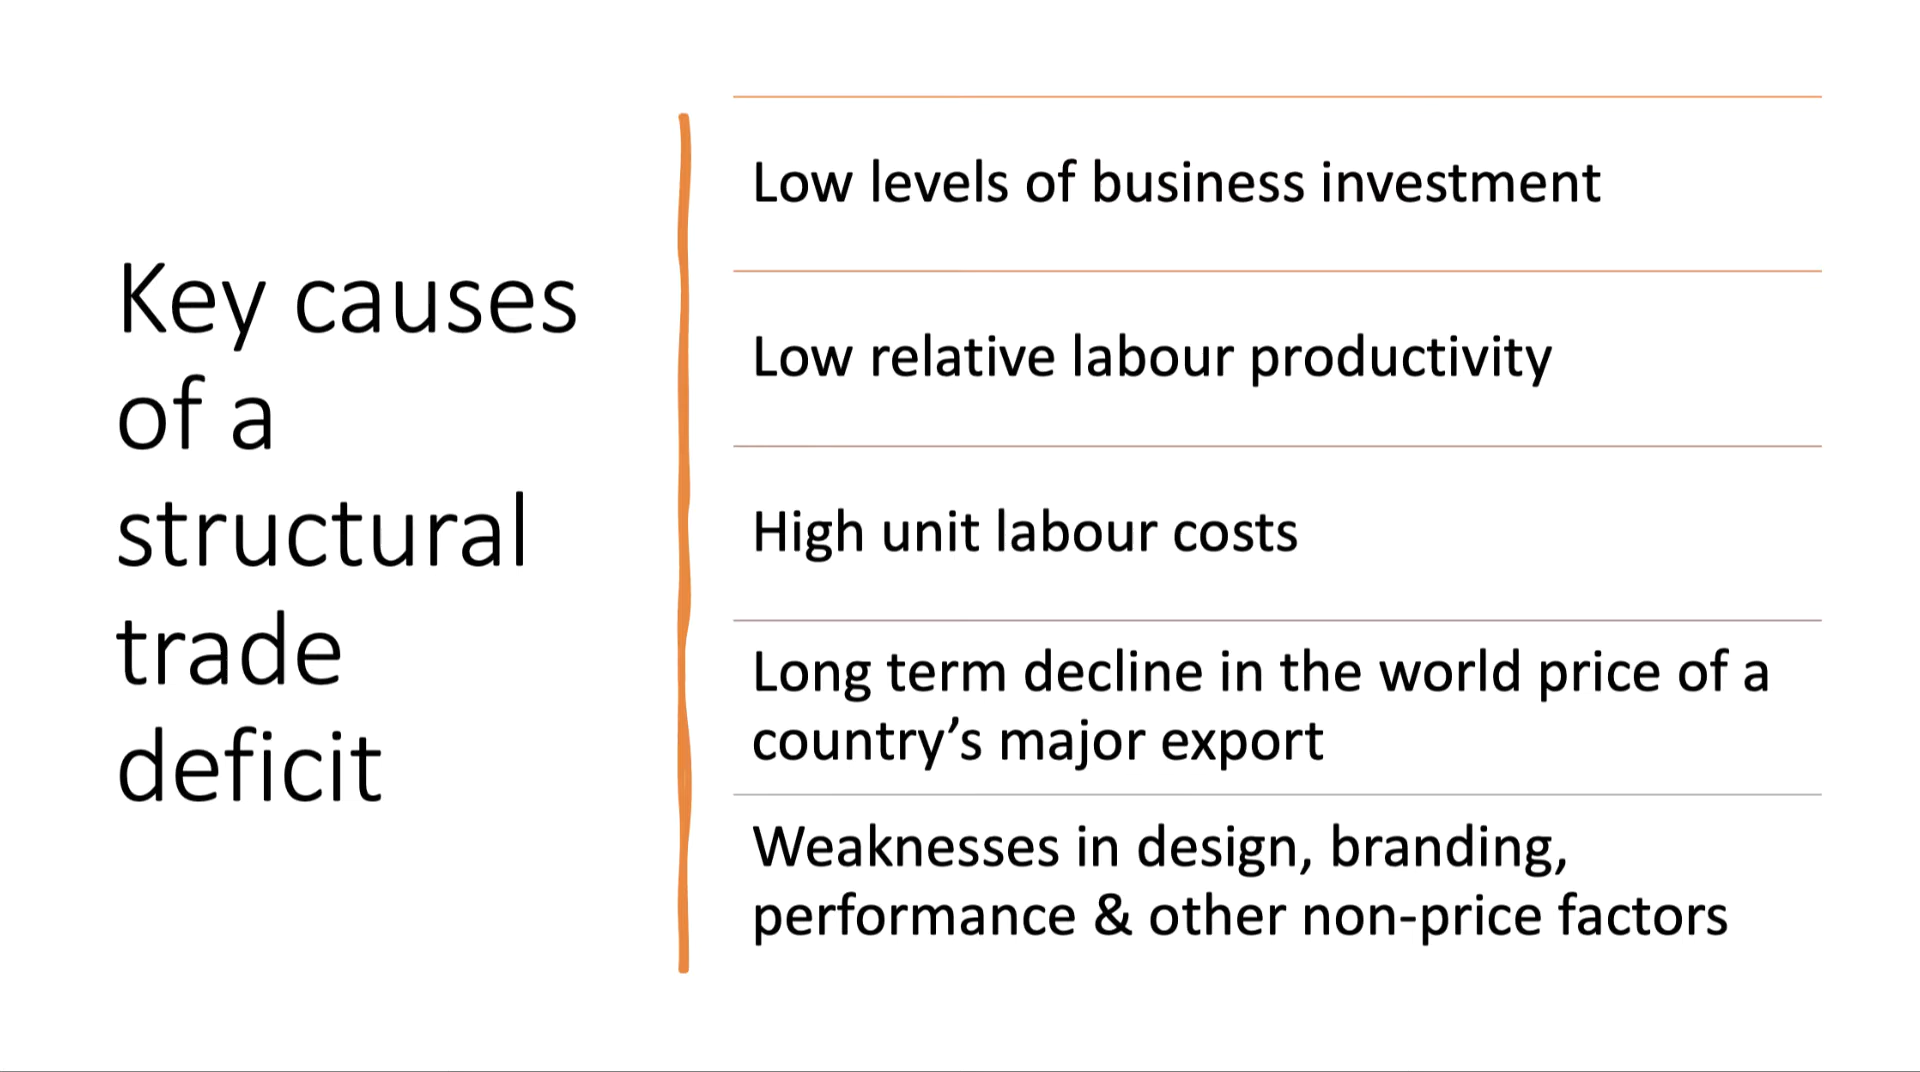 Key causes
of a
structural
trade
deficit
Low levels of business investment
Low relative labour productivity
High unit labour costs
Long term decline in the world price of a
country’s major export
Weaknesses in design, branding,
performance & other non-price factors